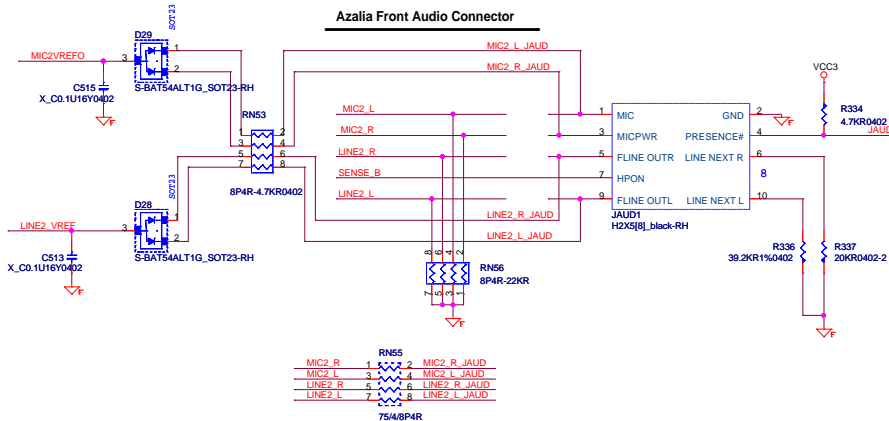 Azalia Front Audio Connector
SOT23
D29
MIC2VREFO
3
1
2
C515
X_C0.1U16Y0402
S-BAT54ALT1G_SOT23-RH
F
MIC2_L_JAUD
MIC2_R_JAUD
RN53
1 2
3 4
5 6
7 8
8P4R-4.7KR0402
MIC2_L
MIC2_R
LINE2_R
SENSE_B
LINE2_L
1 MIC GND 2
3 MICPWR PRESENCE# 4
5 FLINE OUTR LINE NEXT R 6
7 HPON 8
9 FLINE OUTL LINE NEXT L 10
JAUD1
H2X5[8]_black-RH
F
VCC3
R334
4.7KR0402
JAUD
SOT23
D28
LINE2_VREF
3
1
2
C513
X_C0.1U16Y0402
S-BAT54ALT1G_SOT23-RH
F
LINE2_R_JAUD
LINE2_L_JAUD
8 6 4 2
RN56
8P4R-22KR
7 5 3 1
F
R336
39.2KR1%0402
R337
20KR0402-2
F
RN55
MIC2_R 1 2 MIC2_R_JAUD
MIC2_L 3 4 MIC2_L_JAUD
LINE2_R 5 6 LINE2_R_JAUD
LINE2_L 7 8 LINE2_L_JAUD
75/4/8P4R